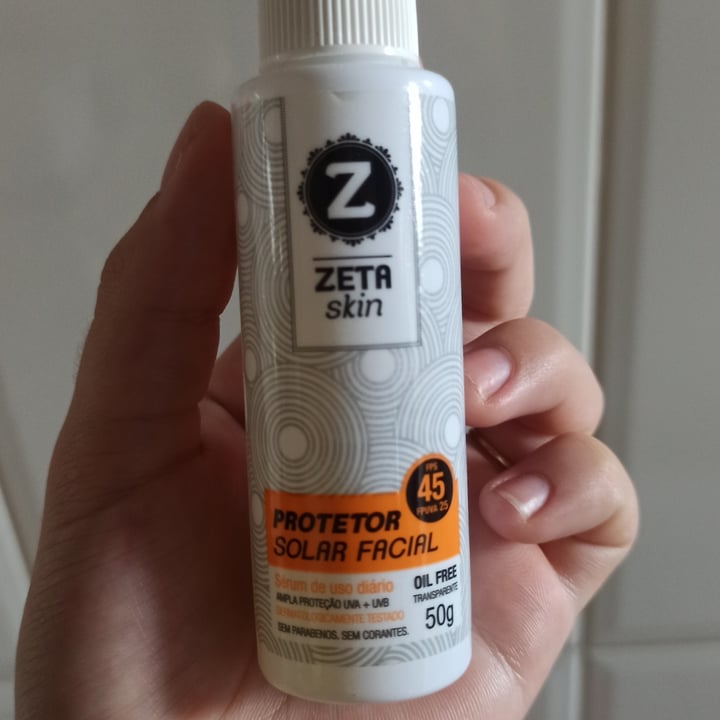 Z
ZETA
skin
FPS
45
FPUVA 25
PROTETOR
SOLAR FACIAL
Sérum de uso diário
AMPLA PROTEÇÃO UVA + UVB
DERMATOLOGICAMENTE TESTADO
SEM PARABENOS. SEM CORANTES.
OIL FREE
TRANSPARENTE
50g